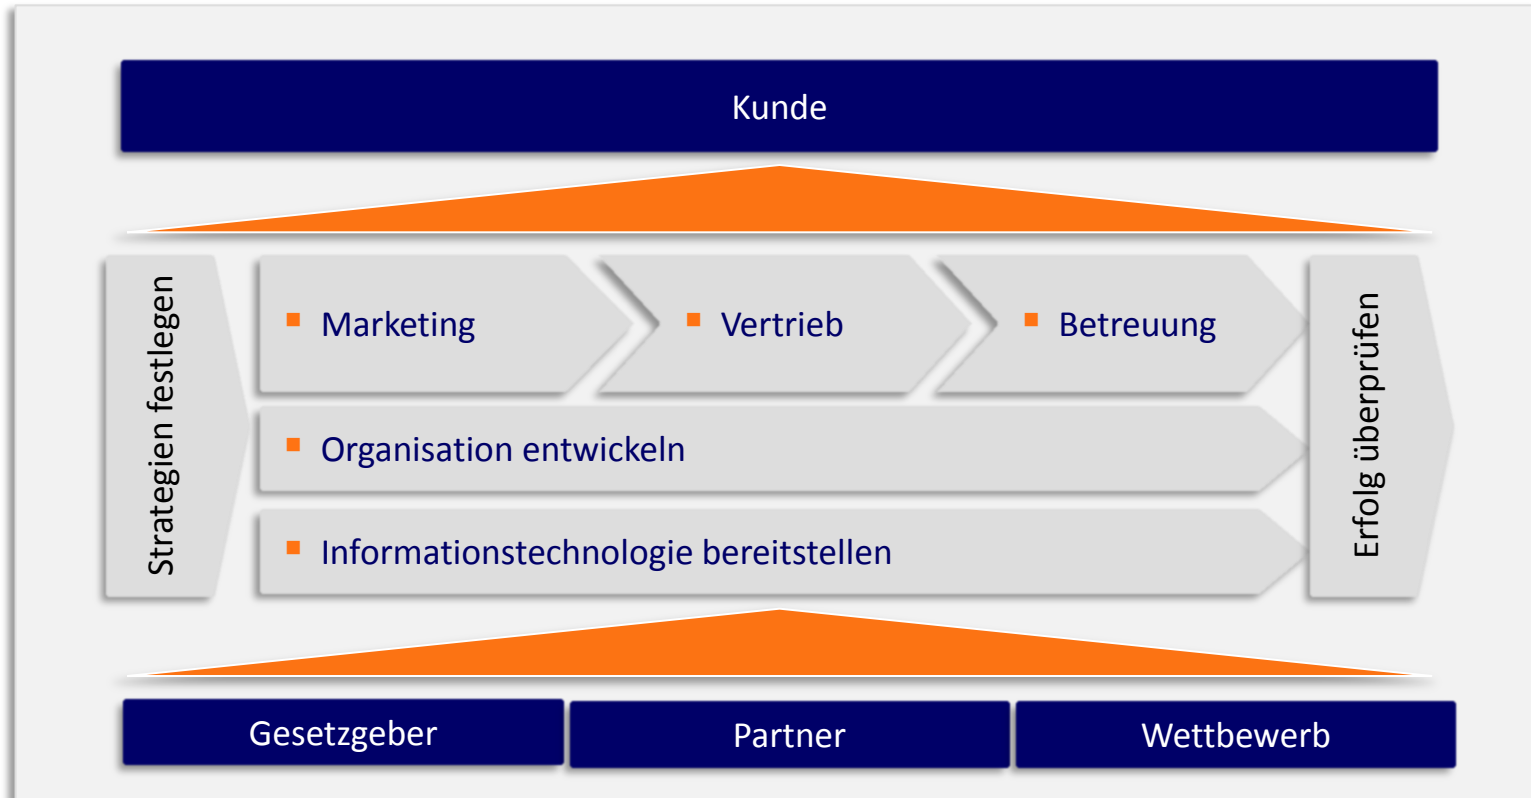 Kunde
Strategien festlegen
Marketing
Vertrieb
Betreuung
Organisation entwickeln
Informationstechnologie bereitstellen
Erfolg überprüfen
Gesetzgeber
Partner
Wettbewerb